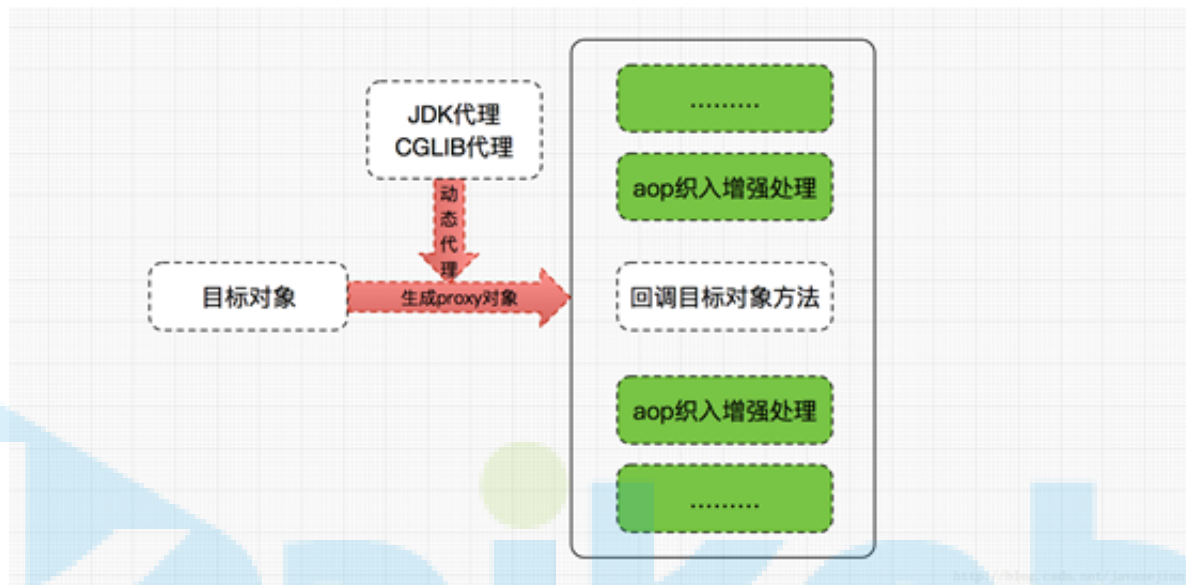 JDK代理
CGLIB代理
动态代理
目标对象
生成proxy对象
.........
aop织入增强处理
回调目标对象方法
aop织入增强处理
.........